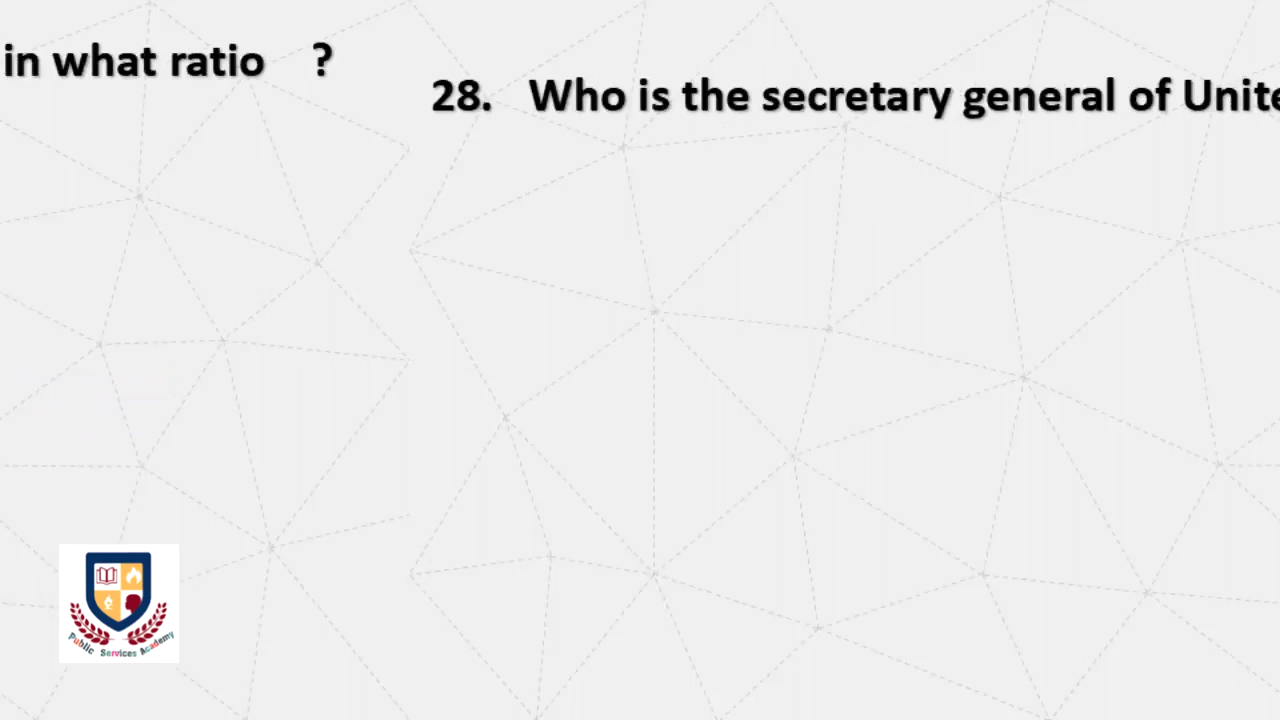 in what ratio ?
28. Who is the secretary general of Unite
Public Services Academy